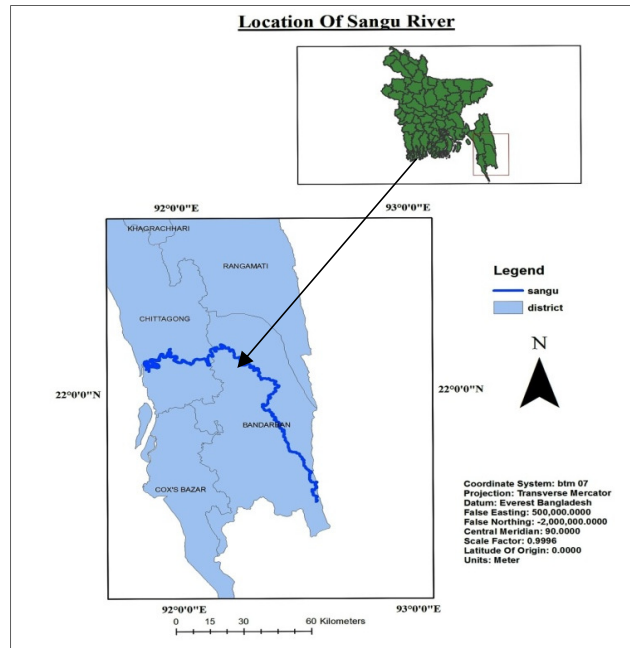 Location Of Sangu River
92°0'0"E
93°0'0"E
KHAGRACHHARI
RANGAMATI
Legend
sangu
CHITTAGONG
district
N
22°0'0"N
22°0'0"N
BANDARBAN
COX'S BAZAR
Coordinate System: btm 07
Projection: Transverse Mercator
Datum: Everest Bangladesh
False Easting: 500,000.0000
False Northing: -2,000,000.0000
Central Meridian: 90.0000
Scale Factor: 0.9996
Latitude Of Origin: 0.0000
Units: Meter
92°0'0"E
93°0'0"E
0 15 30 60 Kilometers